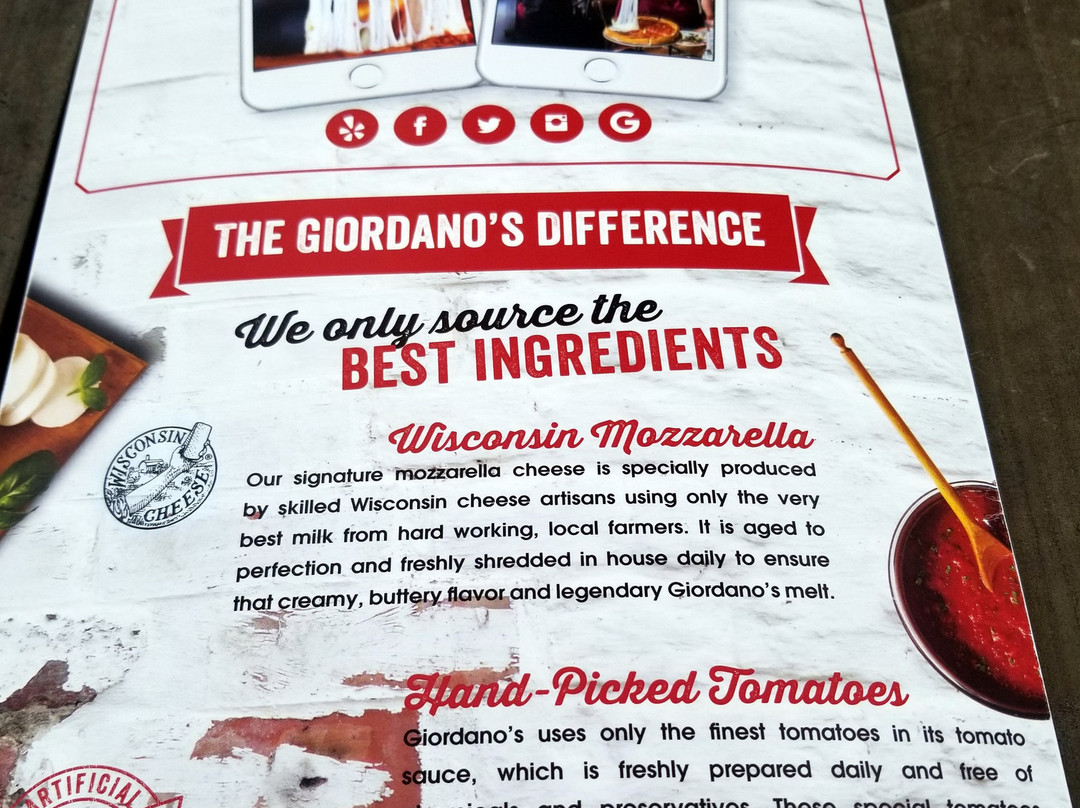 THE GIORDANO'S DIFFERENCE
We only source the
BEST INGREDIENTS
Wisconsin Mozzarella
WISCONSIN
CHEESE
Our signature mozzarella cheese is specially produced
by skilled Wisconsin cheese artisans using only the very
best milk from hard working, local farmers. It is aged to
perfection and freshly shredded in house daily to ensure
that creamy, buttery flavor and legendary Giordano's melt.
Hand-Picked Tomatoes
Giordano's uses only the finest tomatoes in its tomato
sauce, which is freshly prepared daily and free of
and preservatives. These special
ARTIFICIAL